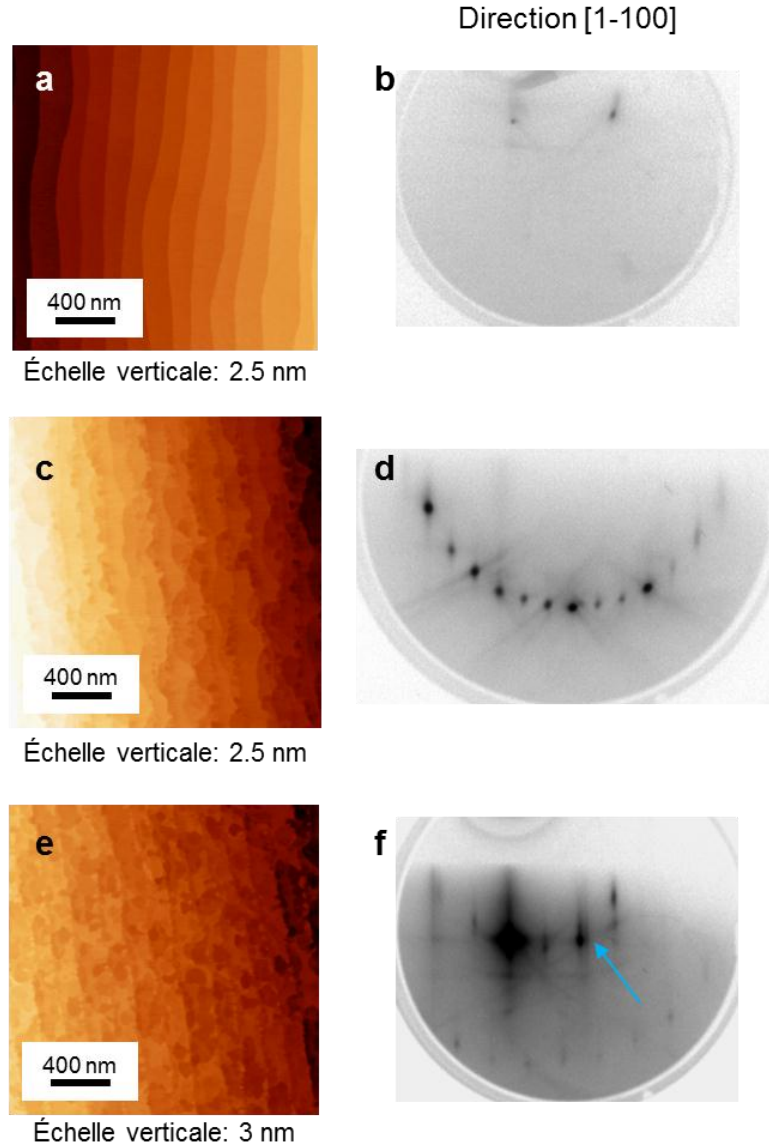 Direction [1-100]
a
b
400 nm
Échelle verticale: 2.5 nm
c
d
400 nm
Échelle verticale: 2.5 nm
e
f
400 nm
Échelle verticale: 3 nm